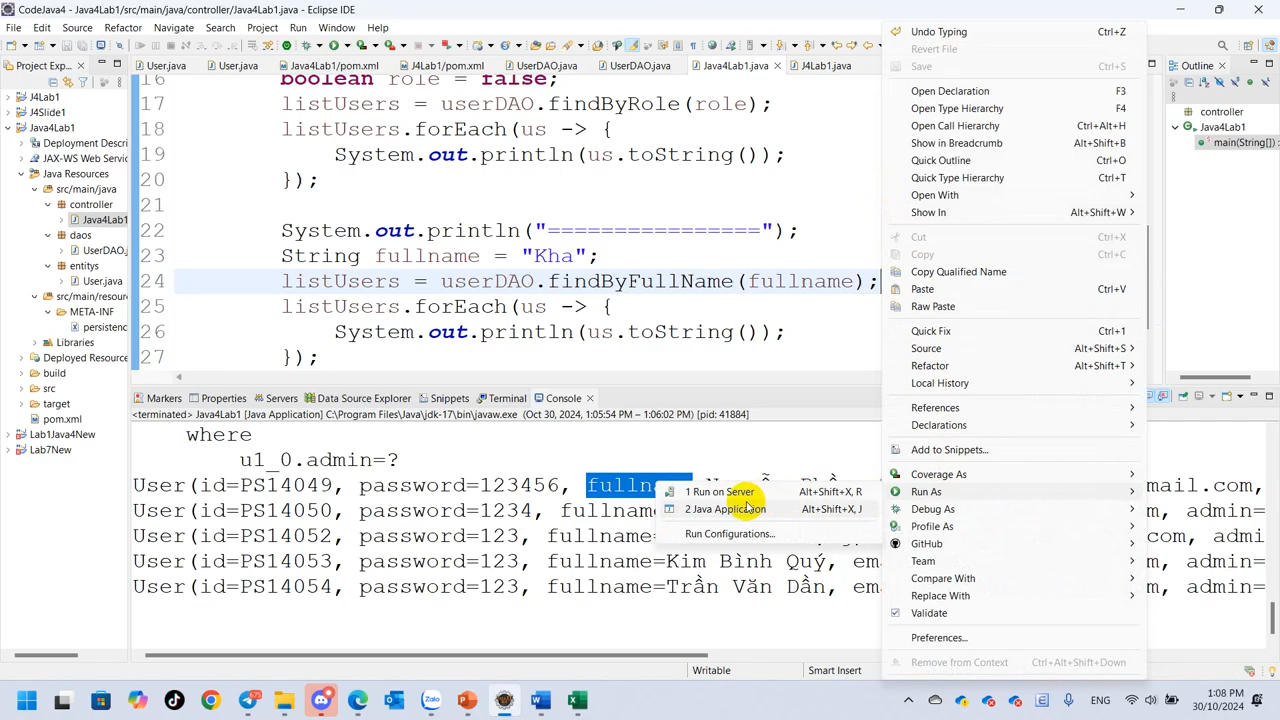 CodeJava4 - Java4Lab1/src/main/java/controller/Java4Lab1.java - Eclipse IDE
File Edit Source Refactor Navigate Search Project Run Window Help
Project Exp...
User.java
User.java
Java4Lab1/pom.xml
J4Lab1/pom.xml
UserDAO.java
UserDAO.java
Java4Lab1.java
J4Lab1.java
Outline
J4Lab1
J4Slide1
Java4Lab1
Deployment Descri
JAX-WS Web Servic
Java Resources
src/main/java
controller
Java4Lab1
daos
UserDAO.
entitys
User.java
src/main/resour
META-INF
persistenc
Libraries
Deployed Resource
build
src
target
pom.xml
Lab1Java4New
Lab7New
16 boolean role = false;
17 listUsers = userDAO.findByRole(role);
18 listUsers.forEach(us -> {
19 System.out.println(us.toString());
20 });
21
22 System.out.println("================");
23 String fullname = "Kha";
24 listUsers = userDAO.findByFullName(fullname);
25 listUsers.forEach(us -> {
26 System.out.println(us.toString());
27 });
controller
Java4Lab1
main(String[]) :
Markers Properties Servers Data Source Explorer Snippets Terminal Console
<terminated> Java4Lab1 [Java Application] C:\Program Files\Java\jdk-17\bin\javaw.exe (Oct 30, 2024, 1:05:54 PM – 1:06:02 PM) [pid: 41884]
where
u1_0.admin=?
User(id=PS14049, password=123456, mail.com,
User(id=PS14050, password=1234, m, admin=
User(id=PS14052, password=123, m, admin=
User(id=PS14053, password=123, fullname=Kim Bình Quý, em m, admin=
User(id=PS14054, password=123, fullname=Trần Văn Dần, em m, admin=
Undo Typing Ctrl+Z
Revert File
Save Ctrl+S
Open Declaration F3
Open Type Hierarchy F4
Open Call Hierarchy Ctrl+Alt+H
Show in Breadcrumb Alt+Shift+B
Quick Outline Ctrl+O
Quick Type Hierarchy Ctrl+T
Open With
Show In Alt+Shift+W
Cut Ctrl+X
Copy Ctrl+C
Copy Qualified Name
Paste Ctrl+V
Raw Paste
Quick Fix Ctrl+1
Source Alt+Shift+S
Refactor Alt+Shift+T
Local History
References
Declarations
Add to Snippets...
Coverage As
Run As
Debug As
Profile As
GitHub
Team
Compare With
Replace With
Validate
Preferences...
Remove from Context Ctrl+Alt+Shift+Down
1 Run on Server Alt+Shift+X, R
2 Java Application Alt+Shift+X, J
Run Configurations...
Writable
Smart Insert
ENG
1:08 PM
30/10/2024